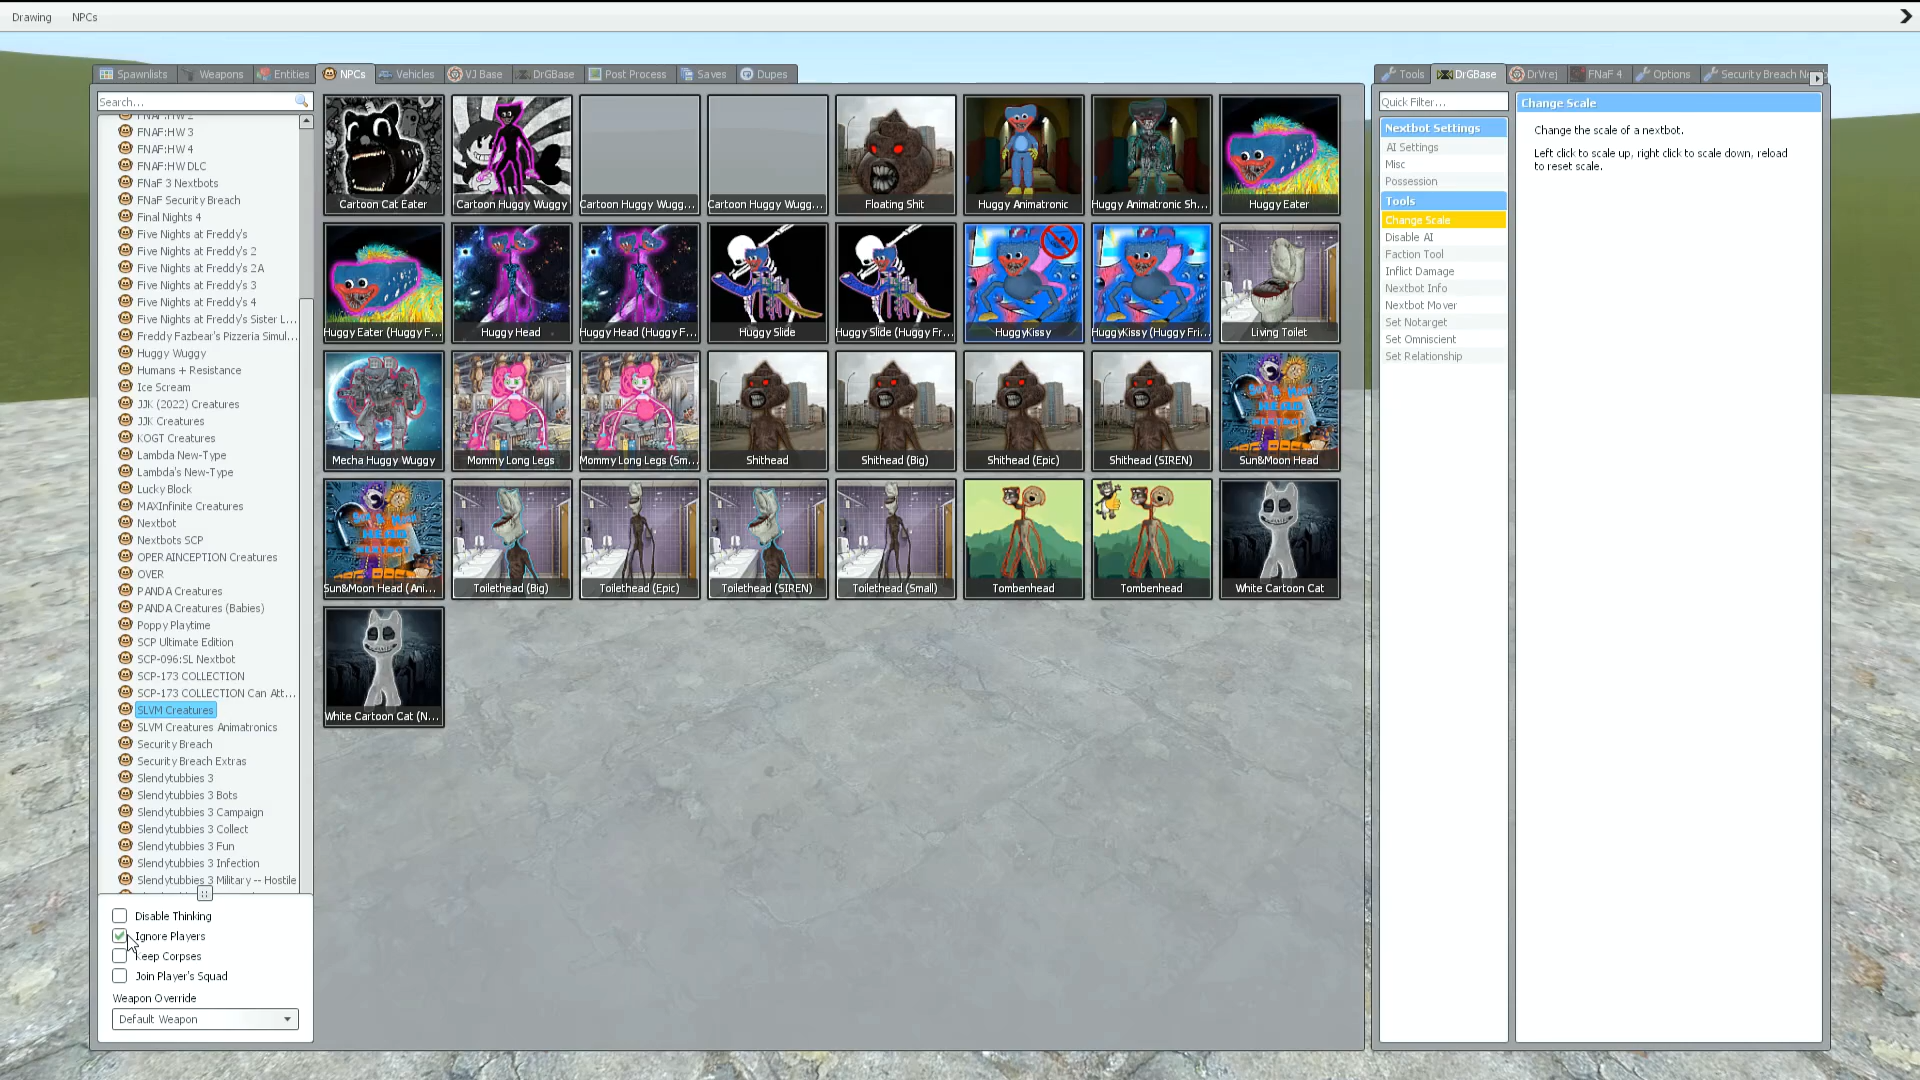 Drawing NPCs
Spawnlists Weapons Entities NPCs Vehicles VJ Base DrGBase Post Process Saves Dupes
Search...
FNAF:HW 2
FNAF:HW 3
FNAF:HW 4
FNAF:HW DLC
FNaF 3 Nextbots
FNaF Security Breach
Final Nights 4
Five Nights at Freddy's
Five Nights at Freddy's 2
Five Nights at Freddy's 2A
Five Nights at Freddy's 3
Five Nights at Freddy's 4
Five Nights at Freddy's Sister L...
Freddy Fazbear's Pizzeria Simul...
Huggy Wuggy
Humans + Resistance
Ice Scream
JJK (2022) Creatures
JJK Creatures
KOGT Creatures
Lambda New-Type
Lambda's New-Type
Lucky Block
MAXInfinite Creatures
Nextbot
Nextbots SCP
OPERAINCEPTION Creatures
OVER
PANDA Creatures
PANDA Creatures (Babies)
Poppy Playtime
SCP Ultimate Edition
SCP-096:SL Nextbot
SCP-173 COLLECTION
SCP-173 COLLECTION Can Att...
SLVM Creatures
SLVM Creatures Animatronics
Security Breach
Security Breach Extras
Slendytubbies 3
Slendytubbies 3 Bots
Slendytubbies 3 Campaign
Slendytubbies 3 Collect
Slendytubbies 3 Fun
Slendytubbies 3 Infection
Slendytubbies 3 Military -- Hostile
Disable Thinking
Ignore Players
Keep Corpses
Join Player's Squad
Weapon Override
Default Weapon
Cartoon Cat Eater
Cartoon Huggy Wuggy
Cartoon Huggy Wugg...
Cartoon Huggy Wugg...
Floating Shit
Huggy Animatronic
Huggy Animatronic Sh...
Huggy Eater
Huggy Eater (Huggy F...
Huggy Head
Huggy Head (Huggy F...
Huggy Slide
Huggy Slide (Huggy Fr...
HuggyKissy
HuggyKissy (Huggy Fri...
Living Toilet
Mecha Huggy Wuggy
Mommy Long Legs
Mommy Long Legs (Sm...
Shithead
Shithead (Big)
Shithead (Epic)
Shithead (SIREN)
Sun&Moon Head
Sun&Moon Head (Ani...
Toilethead (Big)
Toilethead (Epic)
Toilethead (SIREN)
Toilethead (Small)
Tombenhead
Tombenhead
White Cartoon Cat
White Cartoon Cat (N...
Tools DrGBase DrVrej FNaF 4 Options Security Breach
Quick Filter...
Nextbot Settings
AI Settings
Misc
Possession
Tools
Change Scale
Disable AI
Faction Tool
Inflict Damage
Nextbot Info
Nextbot Mover
Set Notarget
Set Omniscient
Set Relationship
Change Scale
Change the scale of a nextbot.
Left click to scale up, right click to scale down, reload
to reset scale.